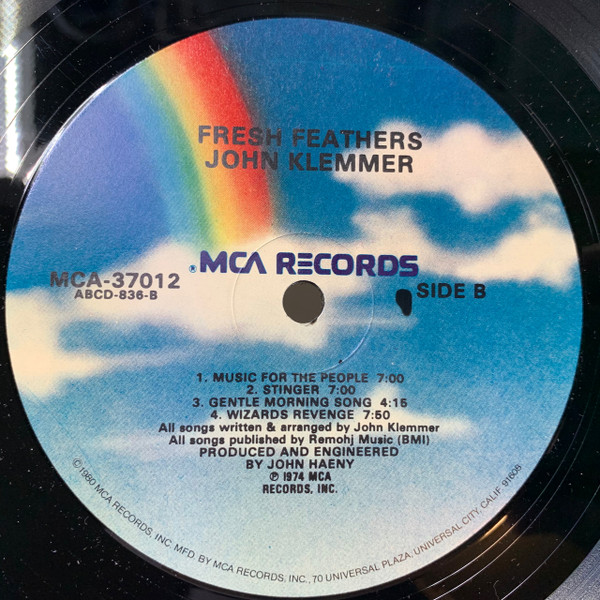 FRESH FEATHERS
JOHN KLEMMER
® MCA RECORDS
MCA-37012
ABCD-836-B
SIDE B
1. MUSIC FOR THE PEOPLE 7:00
2. STINGER 7:00
3. GENTLE MORNING SONG 4:15
4. WIZARDS REVENGE 7:50
All songs written & arranged by John Klemmer
All songs published by Remohj Music (BMI)
PRODUCED AND ENGINEERED
BY JOHN HAENY
℗ 1974 MCA
RECORDS, INC.
©1980 MCA RECORDS, INC. MFD. BY MCA RECORDS, INC., 70 UNIVERSAL PLAZA, UNIVERSAL CITY, CALIF. 91608